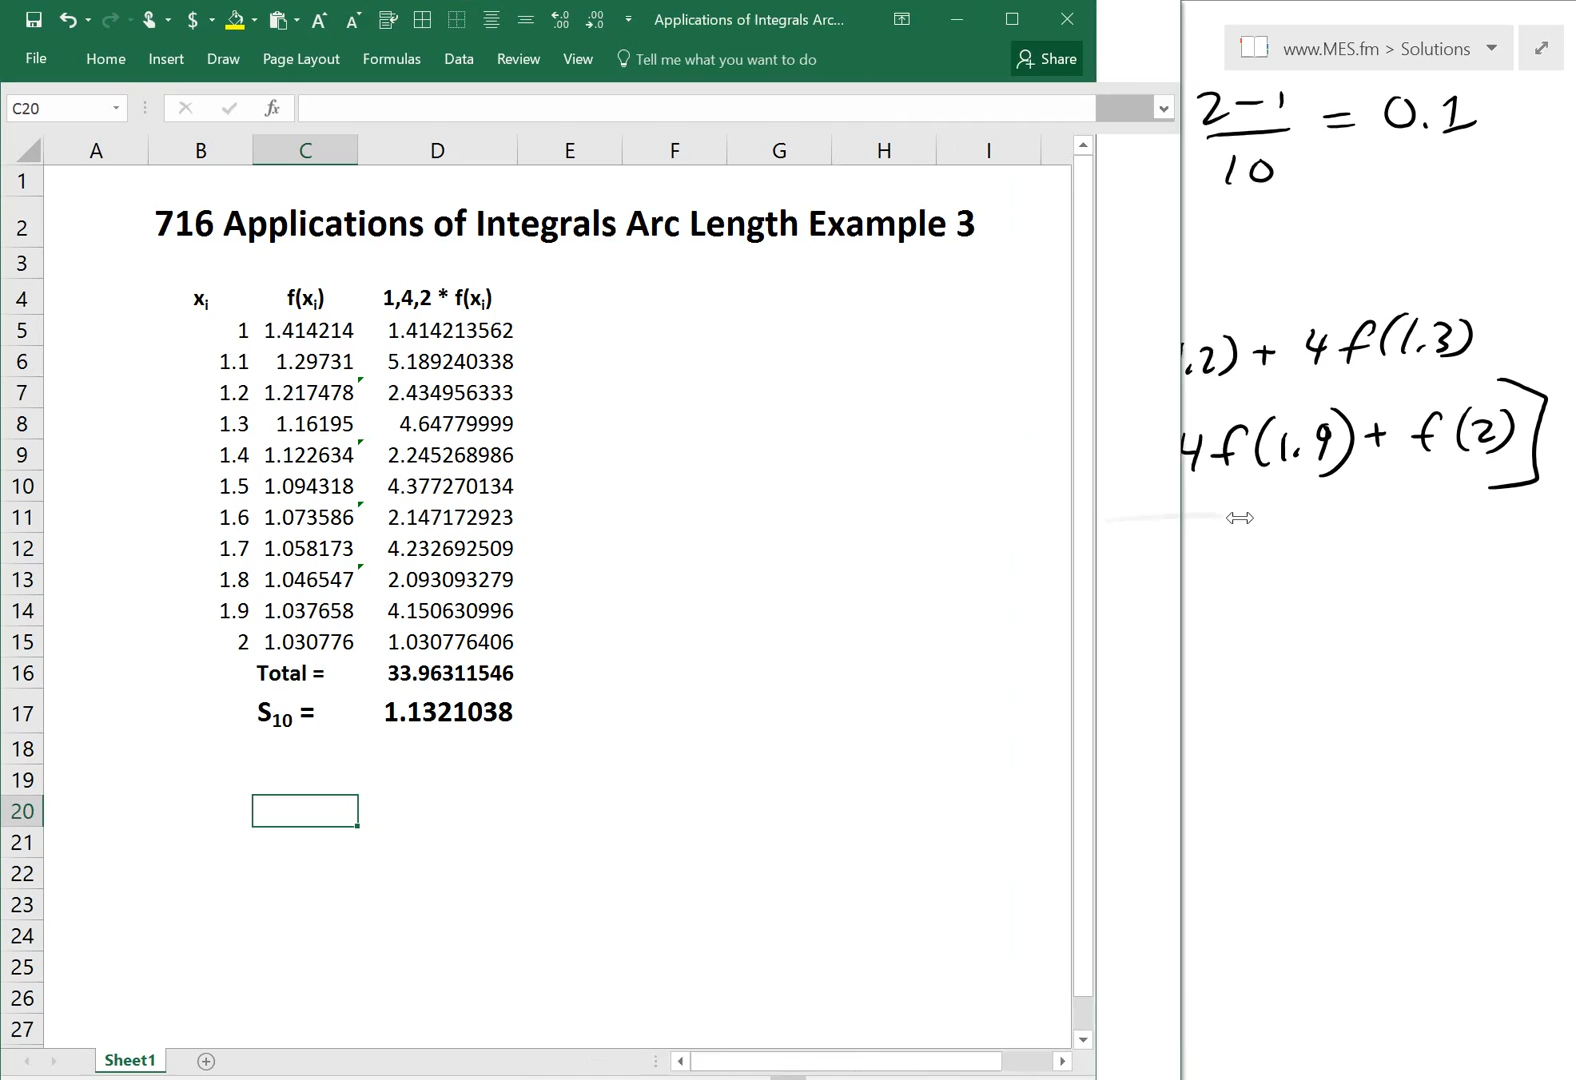 Applications of Integrals Arc...
File Home Insert Draw Page Layout Formulas Data Review View Tell me what you want to do Share
C20 fx
A B C D E F G H I
1
2 716 Applications of Integrals Arc Length Example 3
3
4 xi f(xi) 1,4,2 * f(xi)
5 1 1.414214 1.414213562
6 1.1 1.29731 5.189240338
7 1.2 1.217478 2.434956333
8 1.3 1.16195 4.64779999
9 1.4 1.122634 2.245268986
10 1.5 1.094318 4.377270134
11 1.6 1.073586 2.147172923
12 1.7 1.058173 4.232692509
13 1.8 1.046547 2.093093279
14 1.9 1.037658 4.150630996
15 2 1.030776 1.030776406
16 Total = 33.96311546
17 S10 = 1.1321038
18
19
20
21
22
23
24
25
26
27
Sheet1
www.MES.fm > Solutions
2-1
10
= 0.1
.2) + 4f(1.3)
4f(1.9) + f(2)]